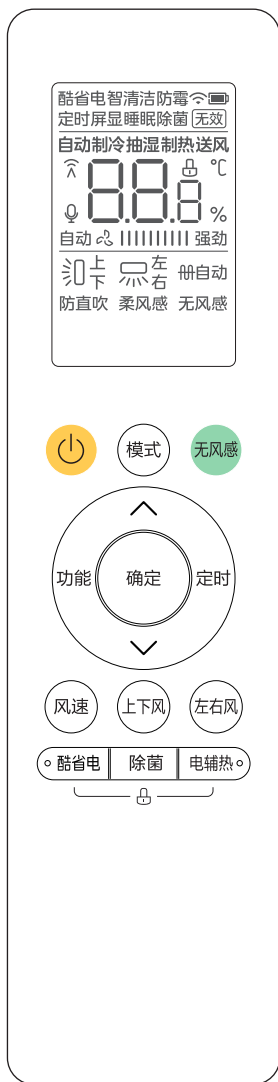 酷省电智清洁防霉
定时屏显睡眠除菌 无效
自动制冷抽湿制热送风
88.8 ℃
%
自动 强劲
上下 左右 自动
防直吹 柔风感 无风感
模式 无风感
功能 确定 定时
风速 上下风 左右风
酷省电 除菌 电辅热